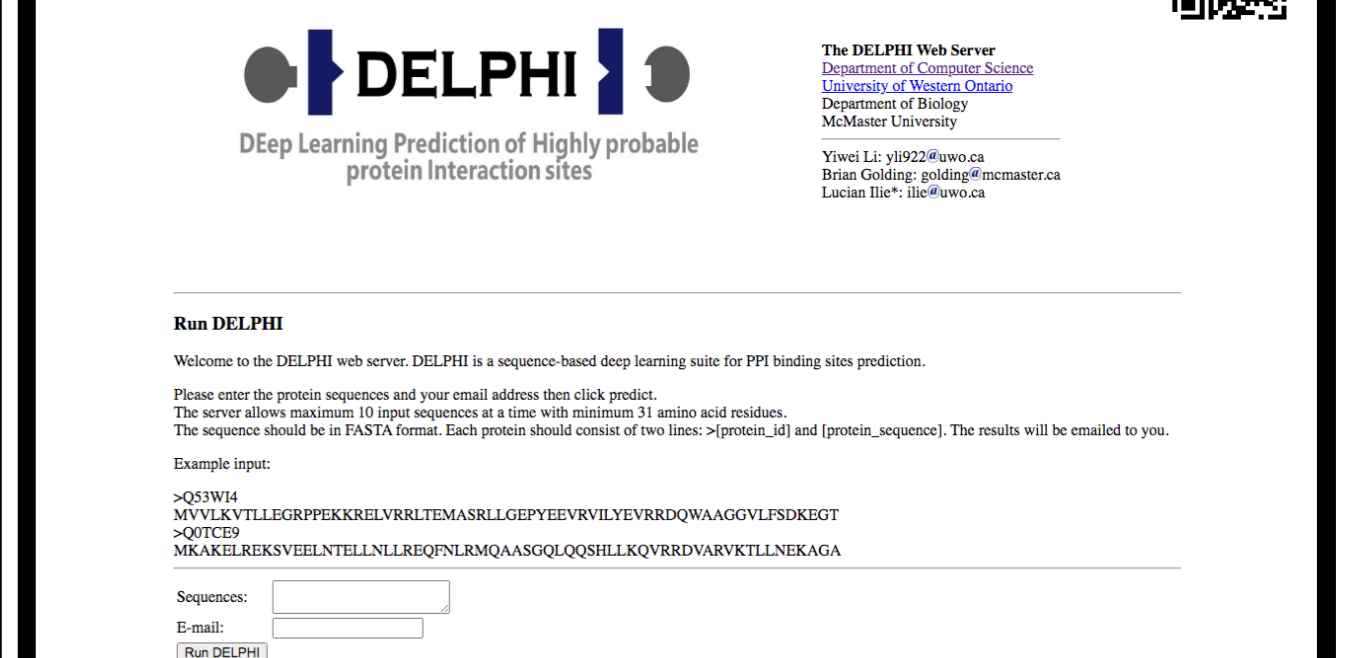 DELPHI
DEep Learning Prediction of Highly probable
protein Interaction sites
The DELPHI Web Server
Department of Computer Science
University of Western Ontario
Department of Biology
McMaster University
Yiwei Li: yli922@uwo.ca
Brian Golding: golding@mcmaster.ca
Lucian Ilie*: ilie@uwo.ca
Run DELPHI
Welcome to the DELPHI web server. DELPHI is a sequence-based deep learning suite for PPI binding sites prediction.
Please enter the protein sequences and your email address then click predict.
The server allows maximum 10 input sequences at a time with minimum 31 amino acid residues.
The sequence should be in FASTA format. Each protein should consist of two lines: >[protein_id] and [protein_sequence]. The results will be emailed to you.
Example input:
>Q53WI4
MVVLKVTLLEGRPPEKKRELVRRLTEMASRLLGEPYEEVRVILYEVRRDQWAAGGVLFSDKEGT
>Q0TCE9
MKAKELREKSVEELNTELLNLLREQFNLRMQAASGQLQQSHLLKQVRRDVARVKTLLNEKAGA
Sequences:
E-mail:
Run DELPHI